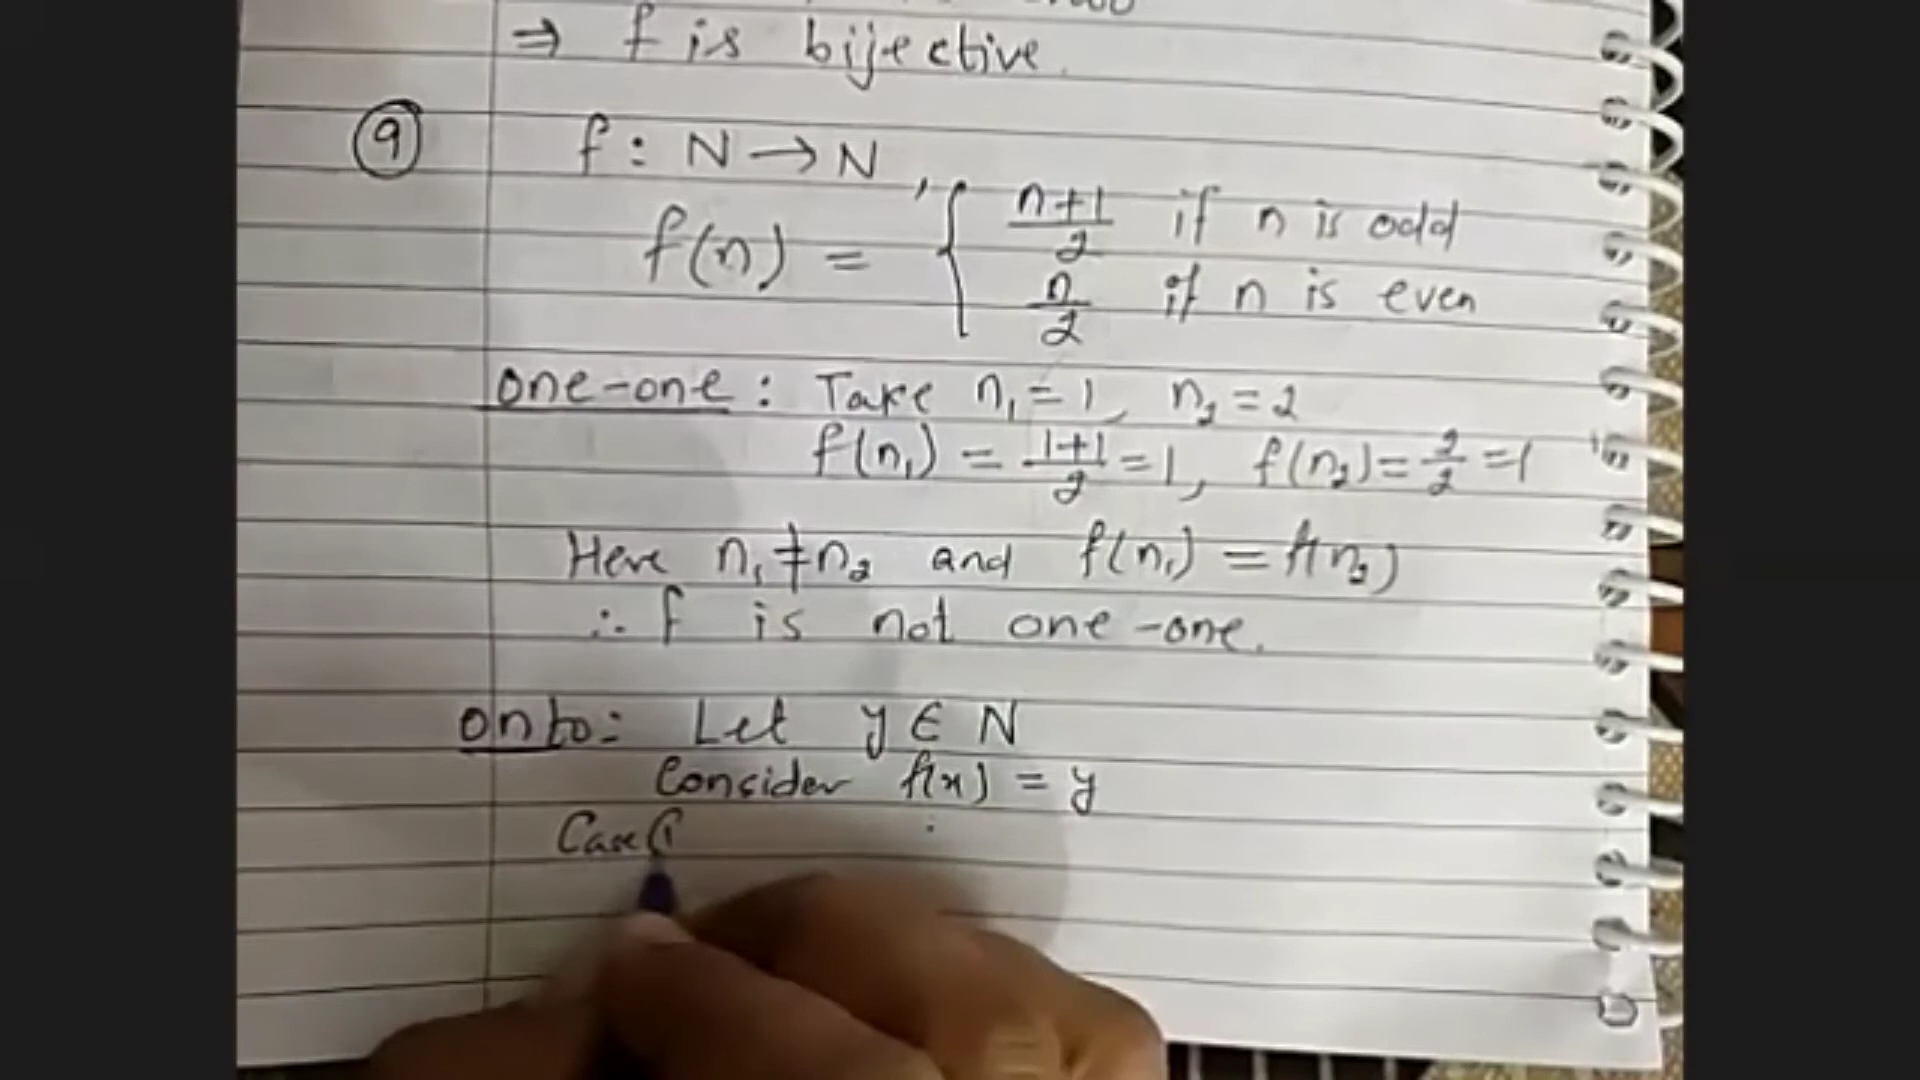 ⇒ f is bijective.
⑨ f : N → N ,
f(n) = { n+1/2 if n is odd
n/2 if n is even
one-one : Take n₁ = 1, n₂ = 2
f(n₁) = 1+1/2 = 1, f(n₂) = 2/2 = 1
Here n₁ ≠ n₂ and f(n₁) = f(n₂)
∴ f is not one-one.
onto: Let y ∈ N
Consider f(x) = y
Case (i